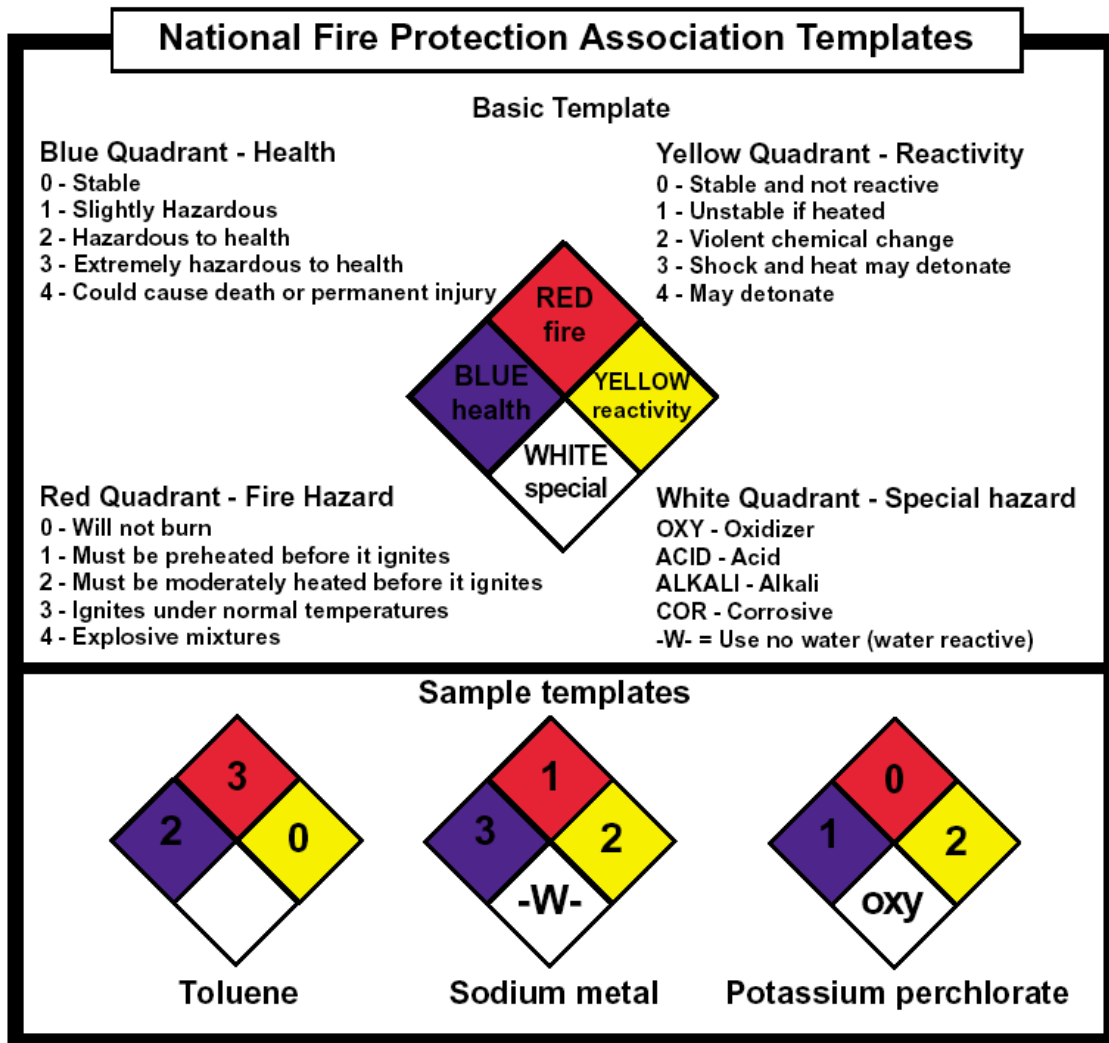 National Fire Protection Association Templates
Basic Template
Blue Quadrant - Health
0 - Stable
1 - Slightly Hazardous
2 - Hazardous to health
3 - Extremely hazardous to health
4 - Could cause death or permanent injury
Yellow Quadrant - Reactivity
0 - Stable and not reactive
1 - Unstable if heated
2 - Violent chemical change
3 - Shock and heat may detonate
4 - May detonate
RED
fire
BLUE
health
YELLOW
reactivity
WHITE
special
Red Quadrant - Fire Hazard
0 - Will not burn
1 - Must be preheated before it ignites
2 - Must be moderately heated before it ignites
3 - Ignites under normal temperatures
4 - Explosive mixtures
White Quadrant - Special hazard
OXY - Oxidizer
ACID - Acid
ALKALI - Alkali
COR - Corrosive
-W- = Use no water (water reactive)
Sample templates
3
2
0
Toluene
1
3
2
-W-
Sodium metal
0
1
2
oxy
Potassium perchlorate